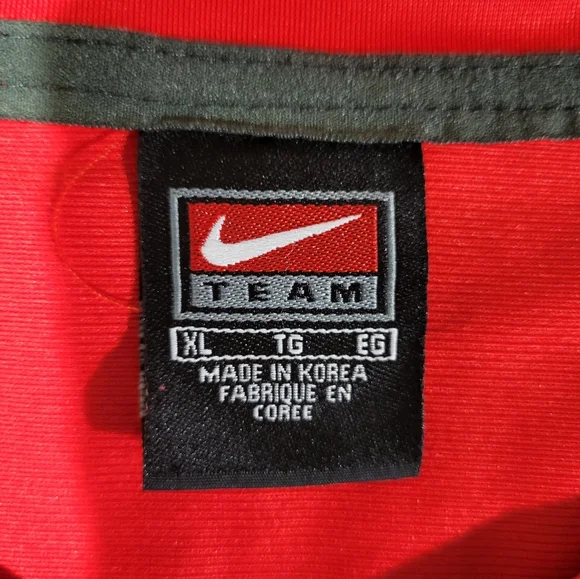 TEAM
XL TG EG
MADE IN KOREA
FABRIQUE EN
COREE